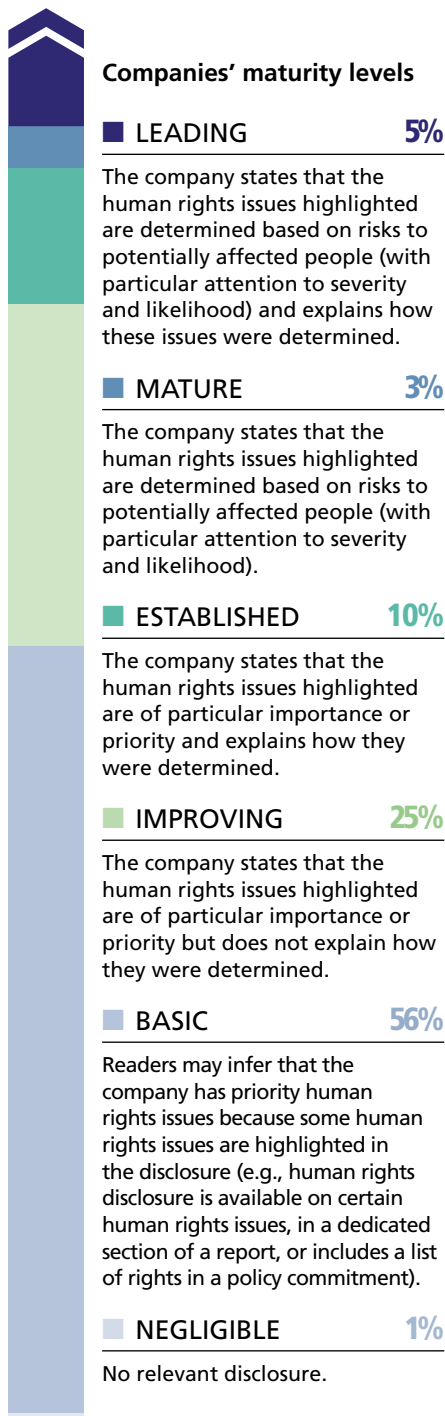 Companies’ maturity levels
LEADING 5%
The company states that the
human rights issues highlighted
are determined based on risks to
potentially affected people (with
particular attention to severity
and likelihood) and explains how
these issues were determined.
MATURE 3%
The company states that the
human rights issues highlighted
are determined based on risks to
potentially affected people (with
particular attention to severity
and likelihood).
ESTABLISHED 10%
The company states that the
human rights issues highlighted
are of particular importance or
priority and explains how they
were determined.
IMPROVING 25%
The company states that the
human rights issues highlighted
are of particular importance or
priority but does not explain how
they were determined.
BASIC 56%
Readers may infer that the
company has priority human
rights issues because some human
rights issues are highlighted in
the disclosure (e.g., human rights
disclosure is available on certain
human rights issues, in a dedicated
section of a report, or includes a list
of rights in a policy commitment).
NEGLIGIBLE 1%
No relevant disclosure.